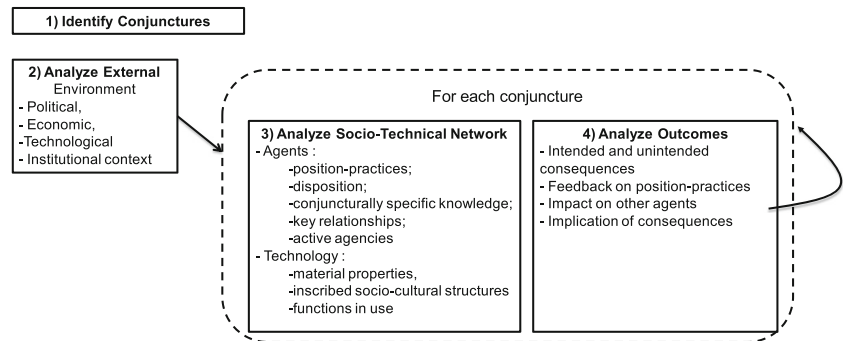 1) Identify Conjunctures
2) Analyze External
Environment
- Political,
- Economic,
-Technological
- Institutional context
For each conjuncture
3) Analyze Socio-Technical Network
- Agents :
-position-practices;
-disposition;
-conjuncturally specific knowledge;
-key relationships;
-active agencies
- Technology :
-material properties,
-inscribed socio-cultural structures
-functions in use
4) Analyze Outcomes
- Intended and unintended
consequences
- Feedback on position-practices
- Impact on other agents
- Implication of consequences